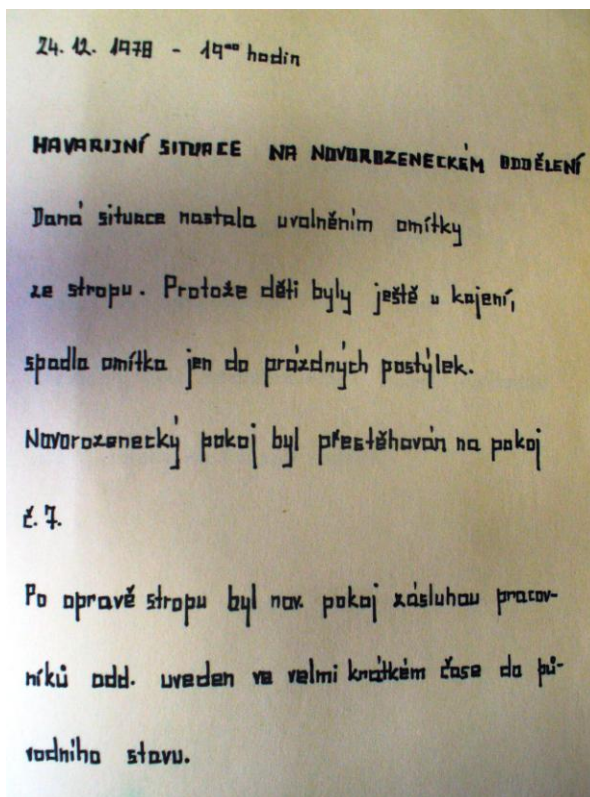 24. 12. 1978 - 19⁰⁰ hodin
HAVARIJNÍ SITUACE NA NOVOROZENECKÉM ODDĚLENÍ
Daná situace nastala uvolněním omítky
ze stropu. Protože děti byly ještě u kojení,
spadla omítka jen do prázdných postýlek.
Novorozenecký pokoj byl přestěhován na pokoj
č. 7.
Po opravě stropu byl nov. pokoj zásluhou pracov-
níků odd. uveden ve velmi krátkém čase do pů-
vodního stavu.